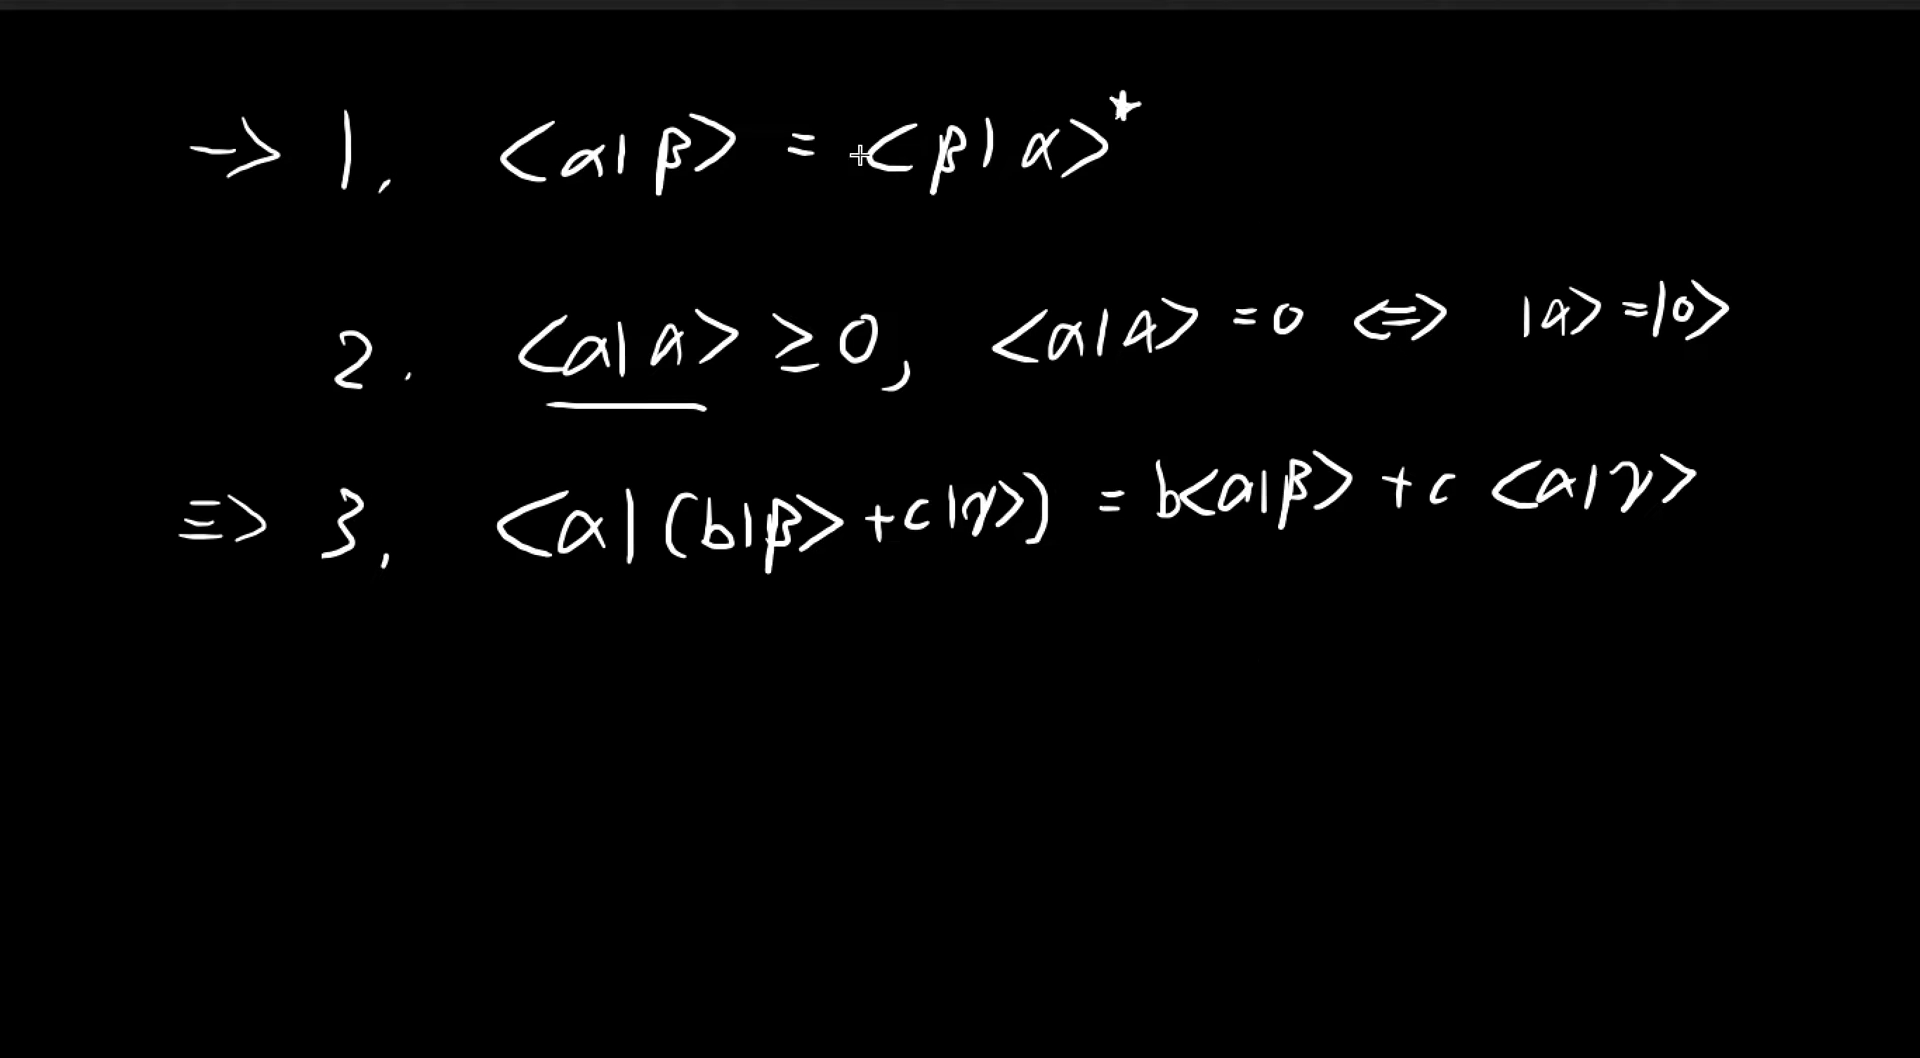 -> 1. <α|β> = <β|α>*
2. <α|α> ≥ 0, <α|α> = 0 <=> |α> = |0>
≡> 3. <α|(b|β> + c|γ>) = b<α|β> + c<α|γ>